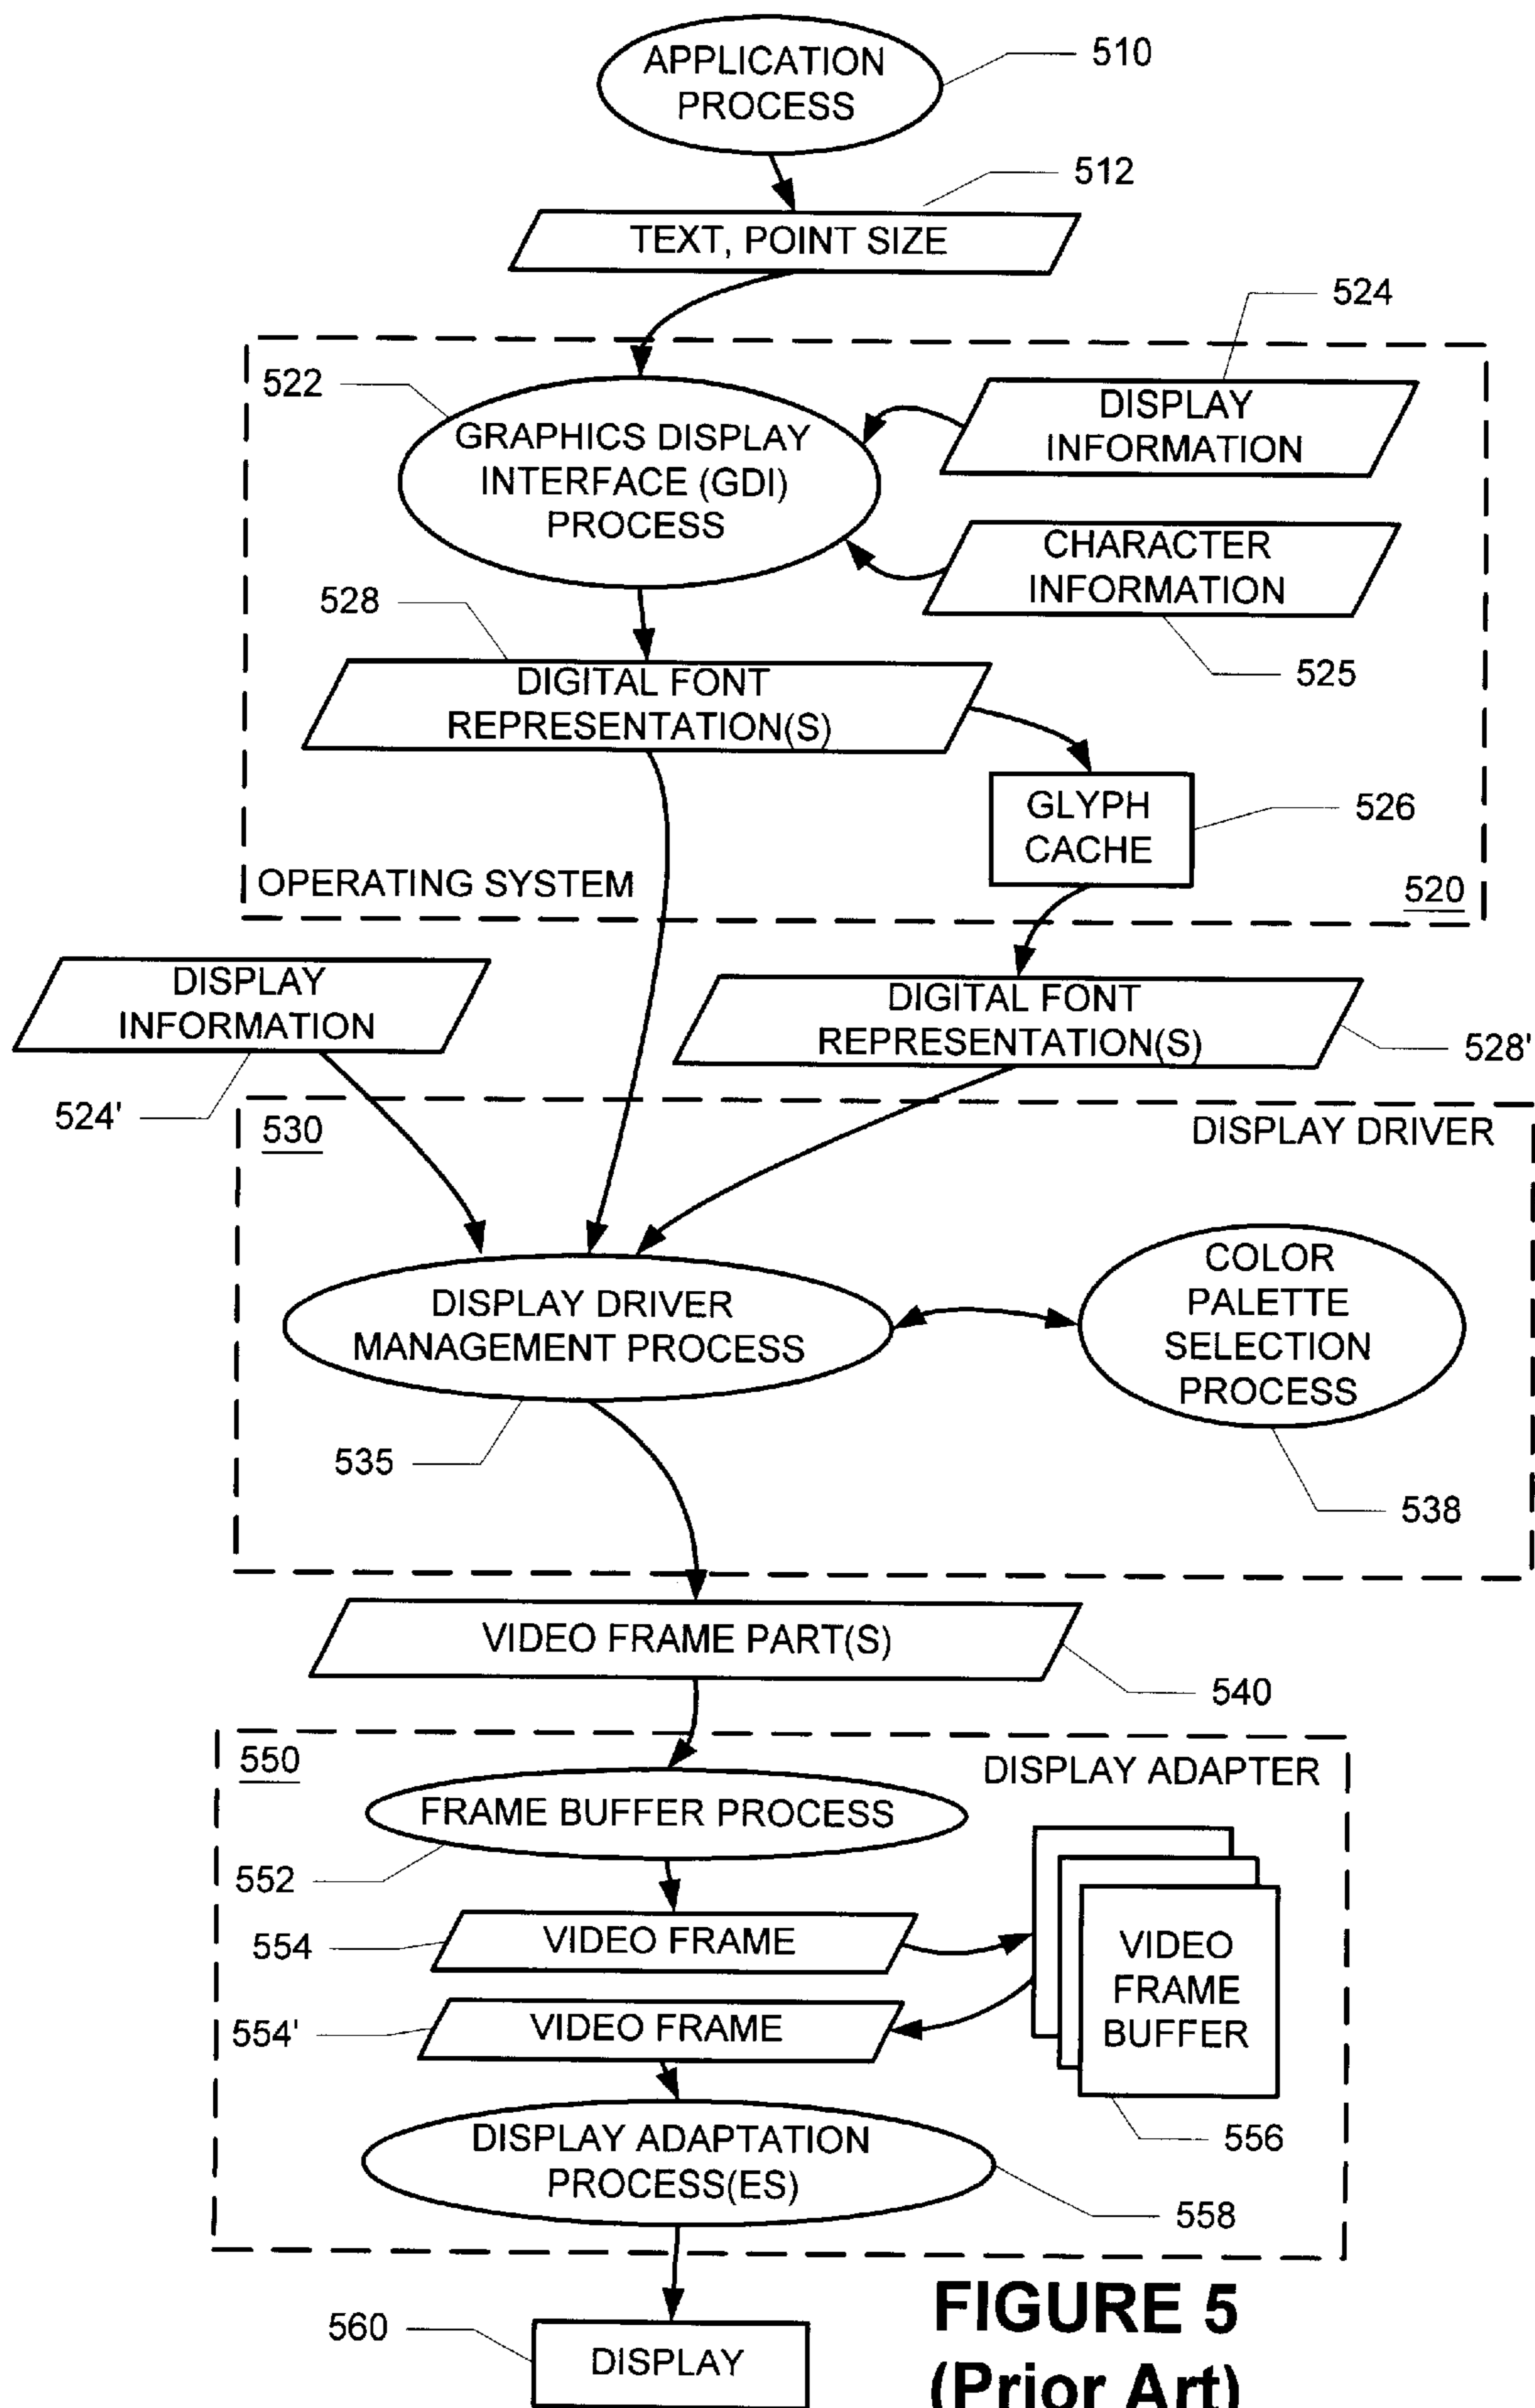 APPLICATION
PROCESS
510
512
TEXT, POINT SIZE
524
522
DISPLAY
INFORMATION
GRAPHICS DISPLAY
INTERFACE (GDI)
PROCESS
CHARACTER
INFORMATION
528
525
DIGITAL FONT
REPRESENTATION(S)
GLYPH
CACHE
526
OPERATING SYSTEM
520
DISPLAY
INFORMATION
DIGITAL FONT
REPRESENTATION(S)
528'
524'
530
DISPLAY DRIVER
DISPLAY DRIVER
MANAGEMENT PROCESS
COLOR
PALETTE
SELECTION
PROCESS
535
538
VIDEO FRAME PART(S)
540
550
DISPLAY ADAPTER
FRAME BUFFER PROCESS
552
554
VIDEO FRAME
554'
VIDEO FRAME
VIDEO
FRAME
BUFFER
556
DISPLAY ADAPTATION
PROCESS(ES)
558
560
DISPLAY
FIGURE 5
(Prior Art)